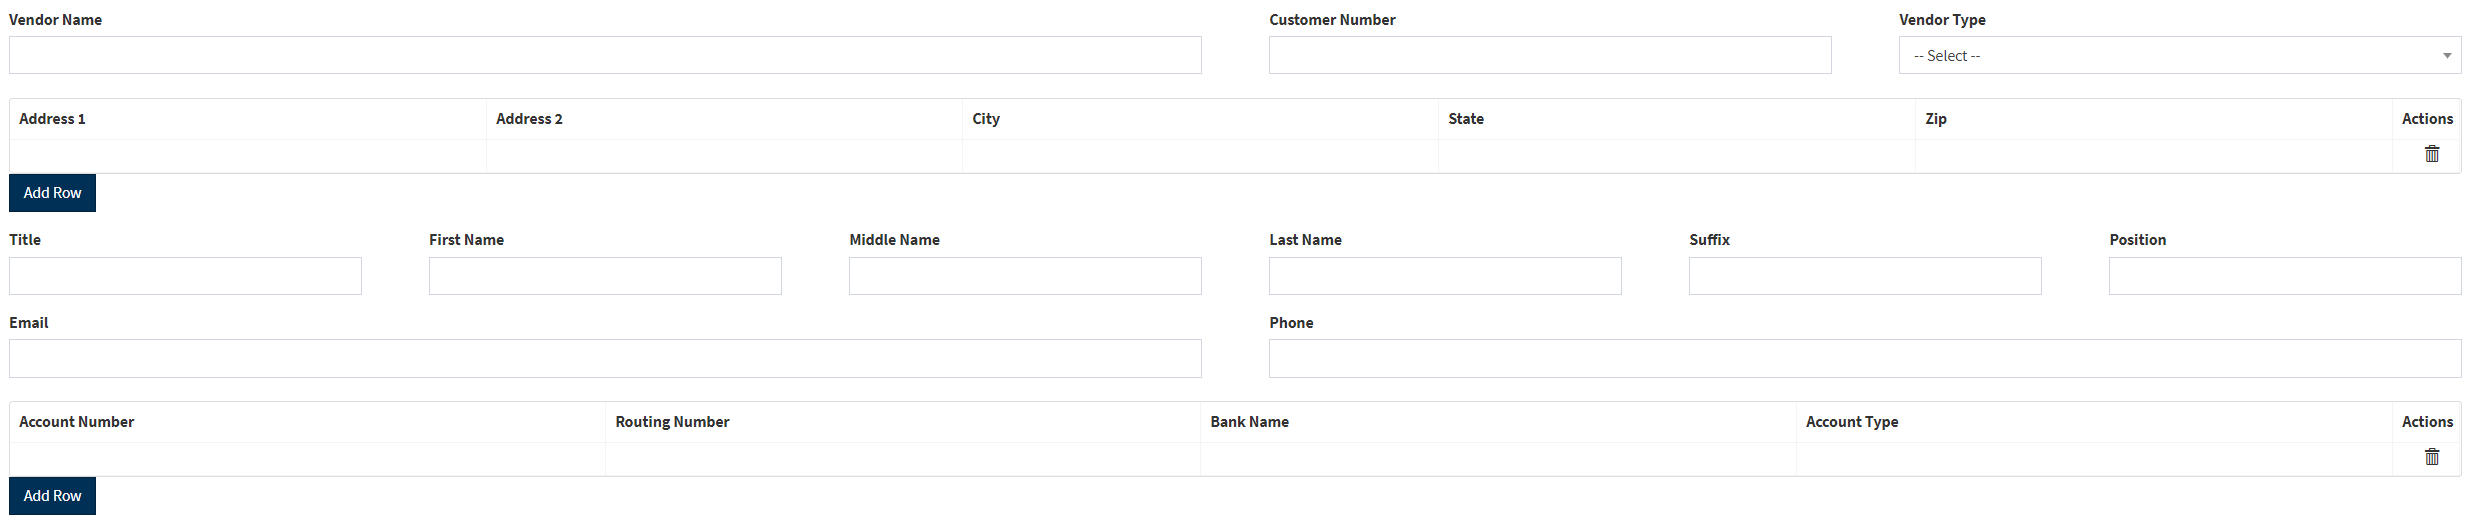 Vendor Name Customer Number Vendor Type
-- Select --
Address 1 Address 2 City State Zip Actions
Add Row
Title First Name Middle Name Last Name Suffix Position
Email Phone
Account Number Routing Number Bank Name Account Type Actions
Add Row